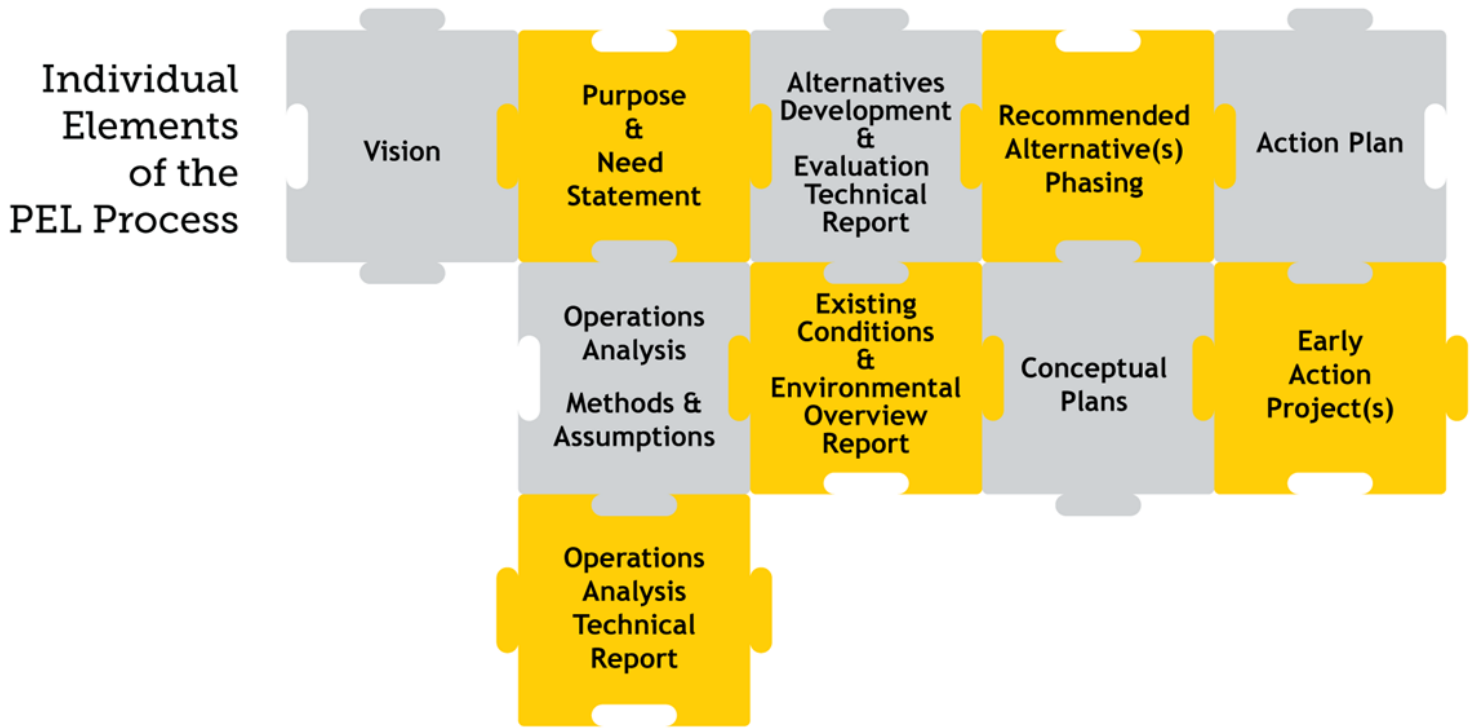 Individual
Elements
of the
PEL Process
Vision
Purpose
&
Need
Statement
Alternatives
Development
&
Evaluation
Technical
Report
Recommended
Alternative(s)
Phasing
Action Plan
Operations
Analysis
Methods &
Assumptions
Existing
Conditions
&
Environmental
Overview
Report
Conceptual
Plans
Early
Action
Project(s)
Operations
Analysis
Technical
Report